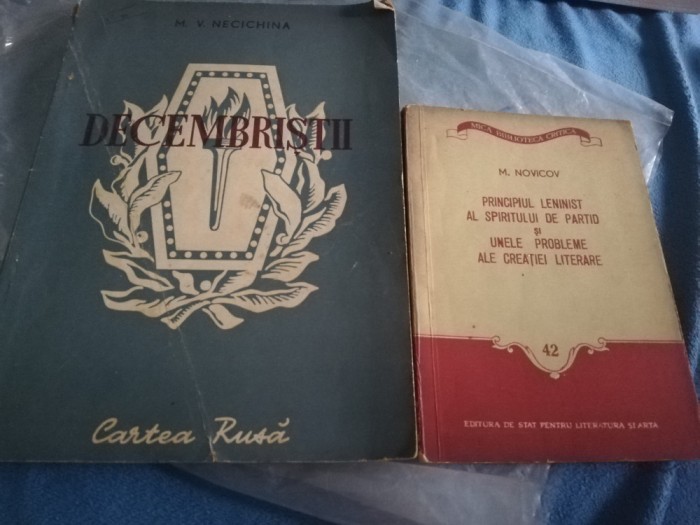 M. V. NECICHINA
DECEMBRIȘTII
Cartea Rusă
MICA BIBLIOTECĂ CRITICĂ
M. NOVICOV
PRINCIPIUL LENINIST
AL SPIRITULUI DE PARTID
și
UNELE PROBLEME
ALE CREAȚIEI LITERARE
42
EDITURA DE STAT PENTRU LITERATURĂ ȘI ARTĂ